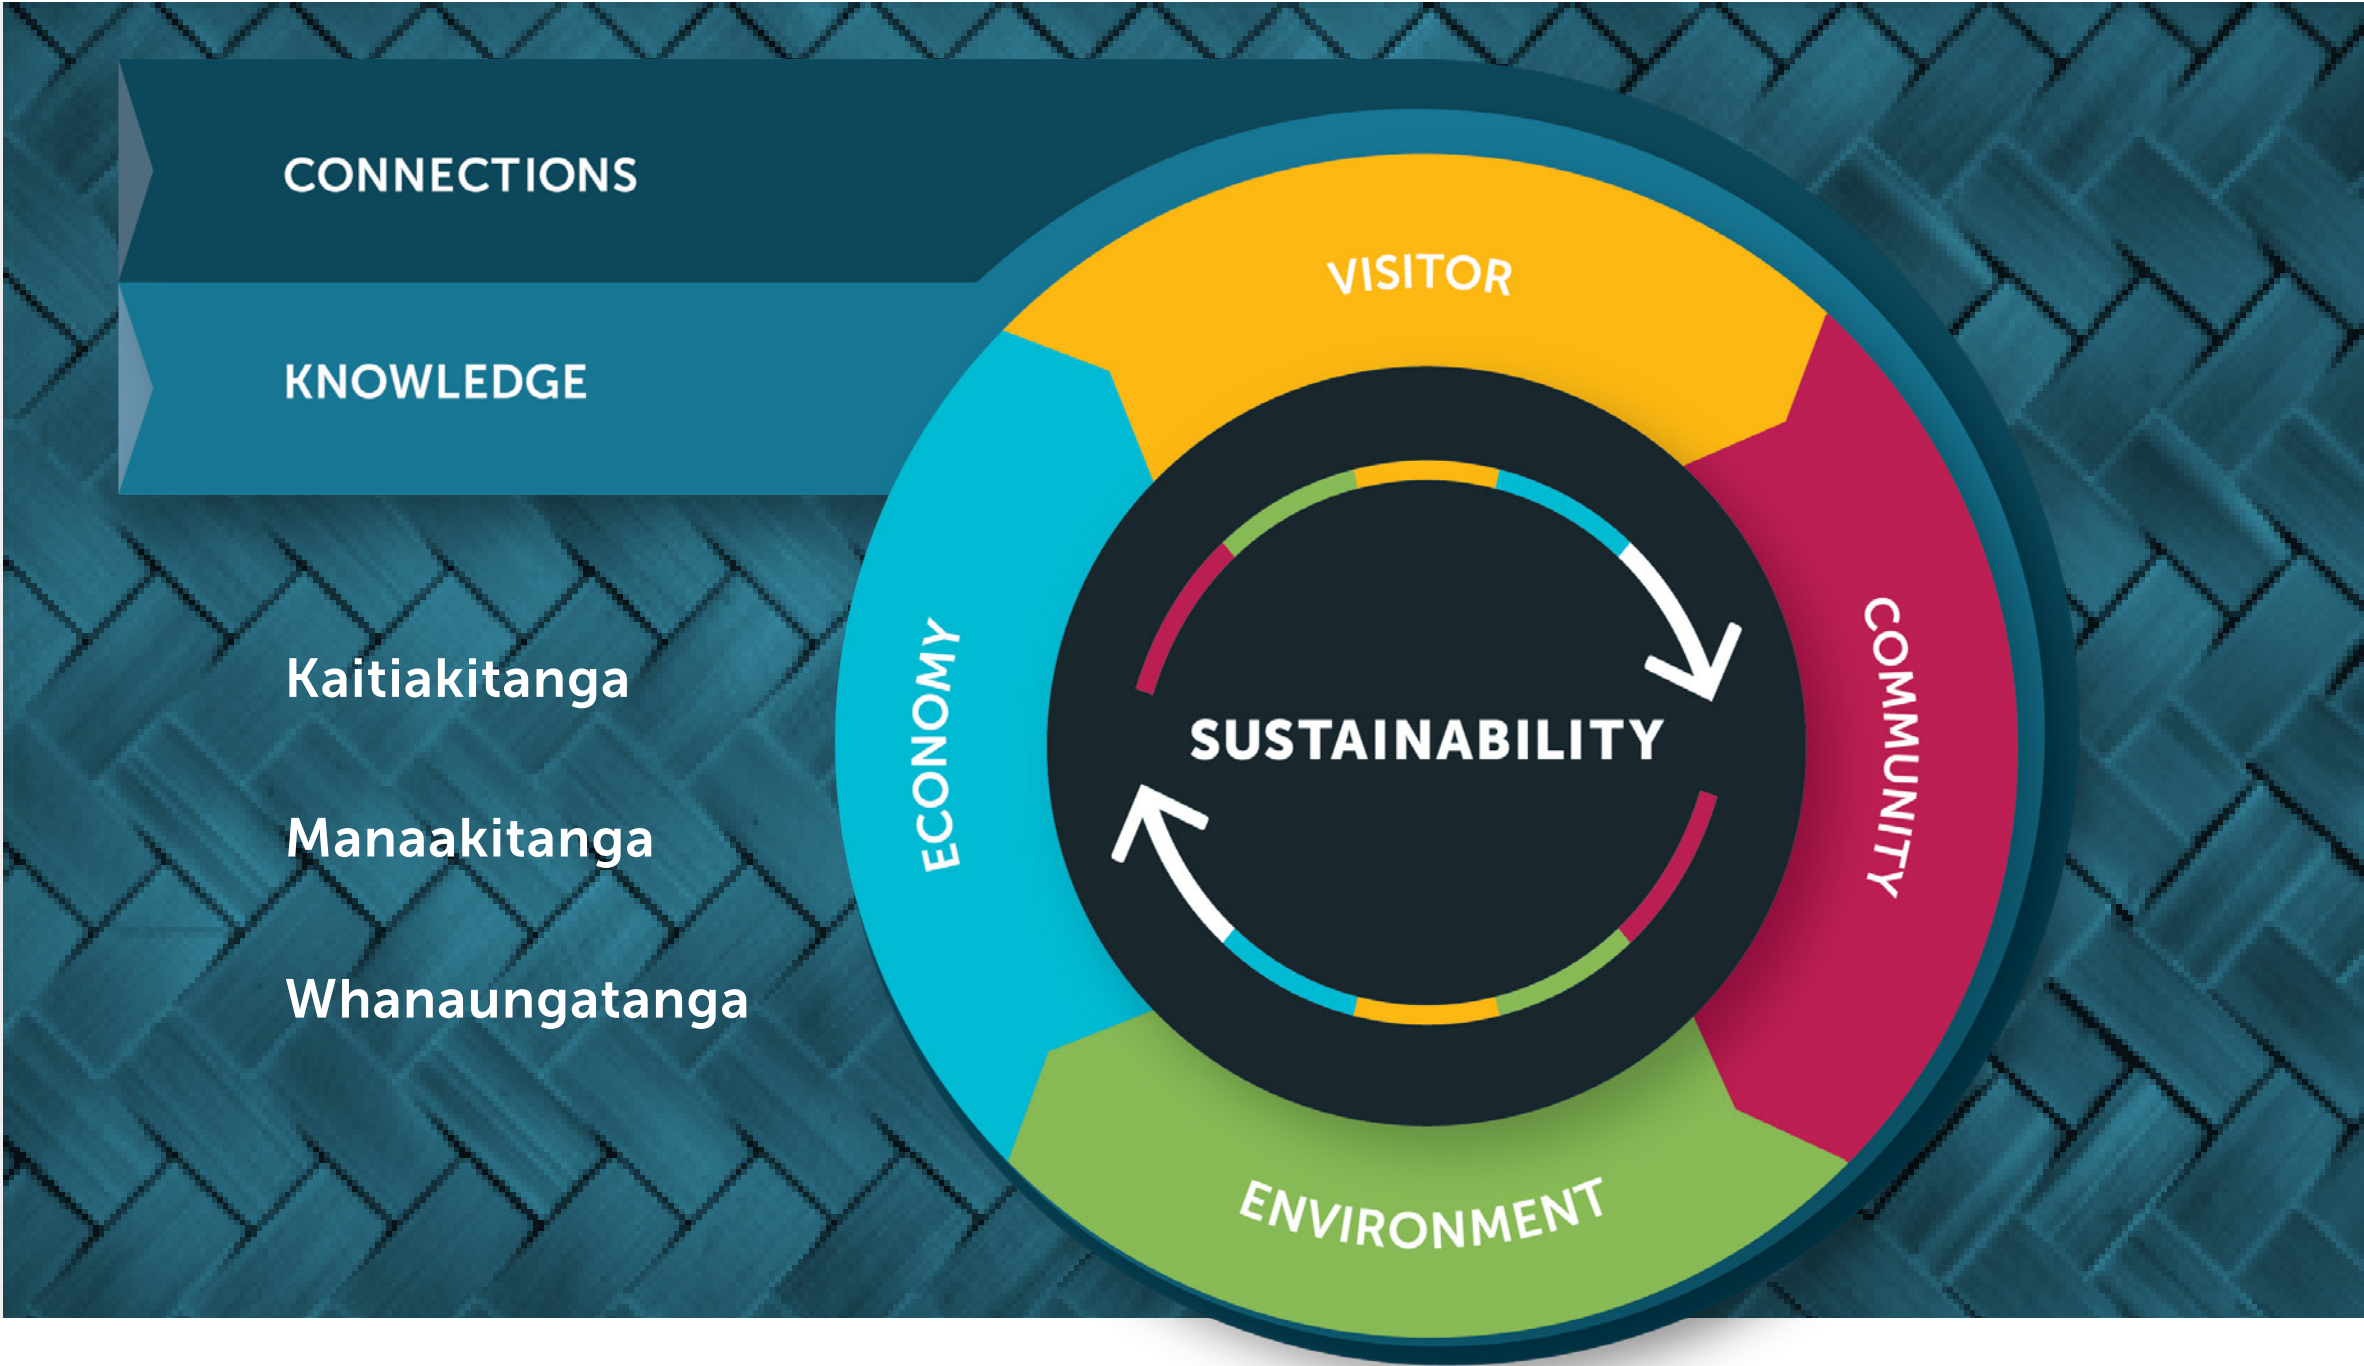 CONNECTIONS
KNOWLEDGE
Kaitiakitanga
Manaakitanga
Whanaungatanga
VISITOR
COMMUNITY
ENVIRONMENT
ECONOMY
SUSTAINABILITY